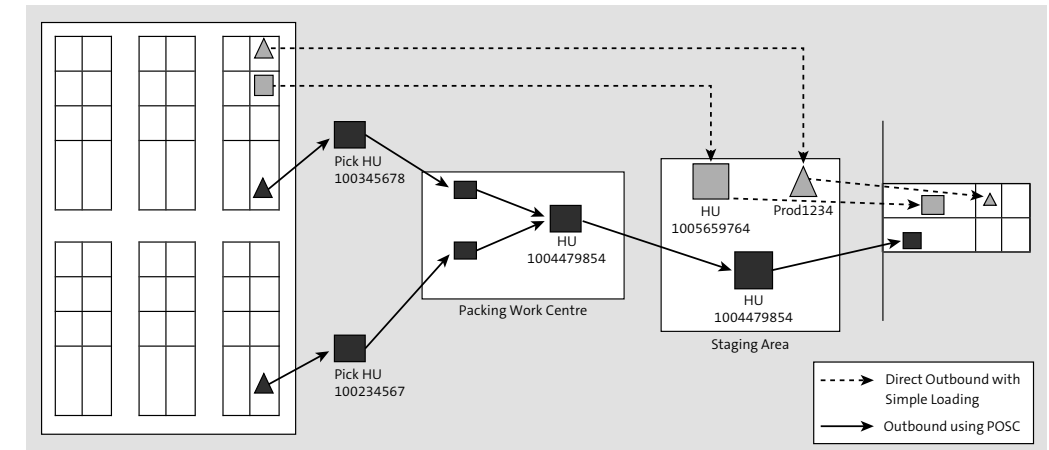 Pick HU
100345678
HU
1004479854
Packing Work Centre
Pick HU
100234567
HU
1005659764
Prod1234
HU
1004479854
Staging Area
Direct Outbound with
Simple Loading
Outbound using POSC